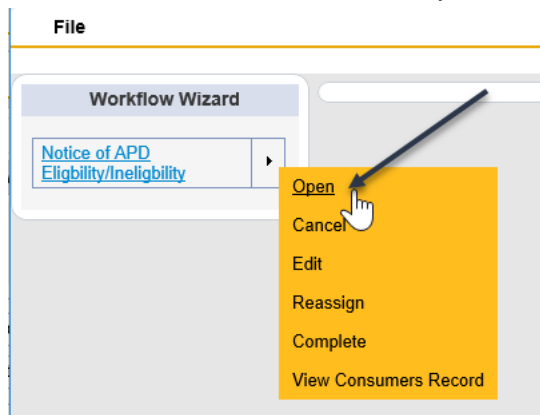 File
Workflow Wizard
Notice of APD
Eligbility/Ineligbility
Open
Cancel
Edit
Reassign
Complete
View Consumers Record